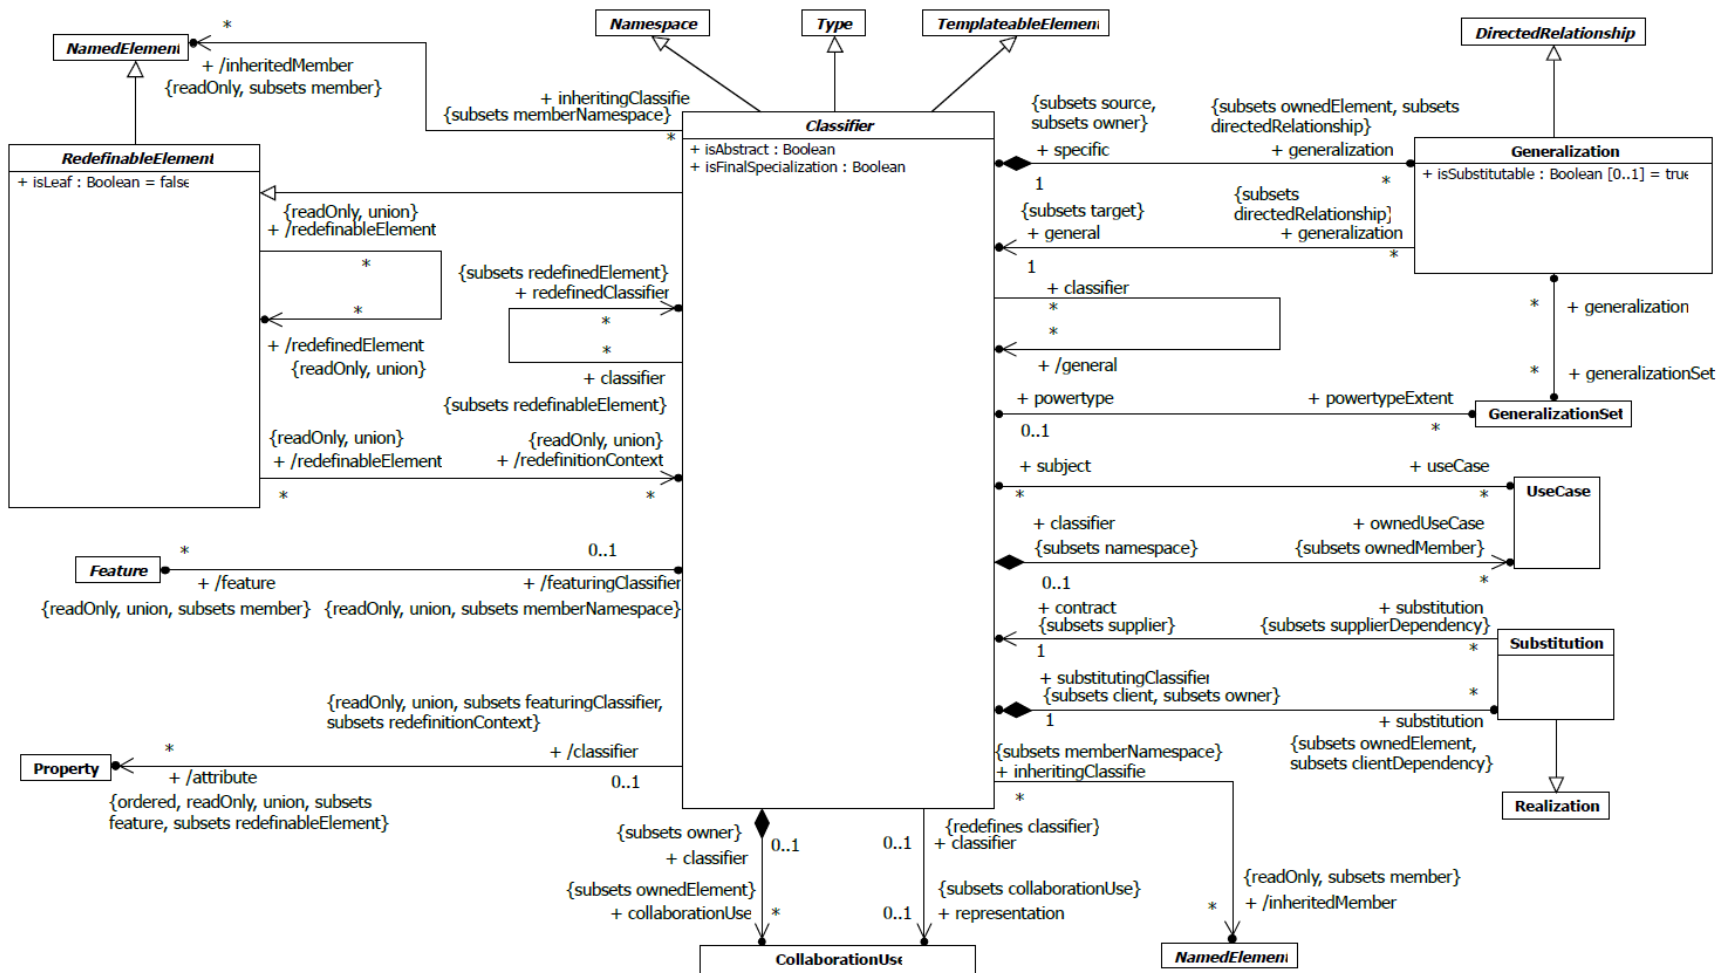 Namespace
Type
TemplateableElement
DirectedRelationship
NamedElement
*
+ /inheritedMember
{readOnly, subsets member}
+ inheritingClassifie
{subsets memberNamespace}
*
Classifier
+ isAbstract : Boolean
+ isFinalSpecialization : Boolean
RedefinableElement
+ isLeaf : Boolean = false
{readOnly, union}
+ /redefinableElement
*
*
+ /redefinedElement
{readOnly, union}
{subsets redefinedElement}
+ redefinedClassifier
*
*
+ classifier
{subsets redefinableElement}
{readOnly, union}
+ /redefinableElement
*
{readOnly, union}
+ /redefinitionContext
*
Feature
*
+ /feature
{readOnly, union, subsets member}
0..1
+ /featuringClassifier
{readOnly, union, subsets memberNamespace}
{readOnly, union, subsets featuringClassifier,
subsets redefinitionContext}
+ /classifier
0..1
Property
*
+ /attribute
{ordered, readOnly, union, subsets
feature, subsets redefinableElement}
{subsets source,
subsets owner}
+ specific
1
{subsets ownedElement, subsets
directedRelationship}
+ generalization
*
Generalization
+ isSubstitutable : Boolean [0..1] = true
{subsets target}
+ general
1
{subsets
directedRelationship}
+ generalization
*
+ classifier
*
*
+ /general
*
+ generalization
*
+ generalizationSet
GeneralizationSet
+ powertype
0..1
+ powertypeExtent
*
+ subject
*
+ useCase
*
UseCase
+ classifier
{subsets namespace}
0..1
+ ownedUseCase
{subsets ownedMember}
*
+ contract
{subsets supplier}
1
+ substitution
{subsets supplierDependency}
*
Substitution
+ substitutingClassifier
{subsets client, subsets owner}
1
*
+ substitution
{subsets ownedElement,
subsets clientDependency}
Realization
{subsets memberNamespace}
+ inheritingClassifie
*
{readOnly, subsets member}
+ /inheritedMember
*
NamedElement
{subsets owner}
0..1
+ classifier
{subsets ownedElement}
+ collaborationUse
*
{redefines classifier}
0..1
+ classifier
{subsets collaborationUse}
0..1
+ representation
CollaborationUse